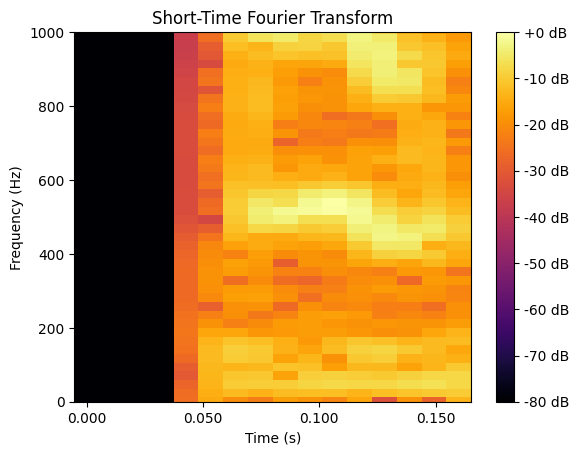 Short-Time Fourier Transform
Frequency (Hz)
1000
800
600
400
200
0
0.000
0.050
0.100
0.150
Time (s)
+0 dB
-10 dB
-20 dB
-30 dB
-40 dB
-50 dB
-60 dB
-70 dB
-80 dB